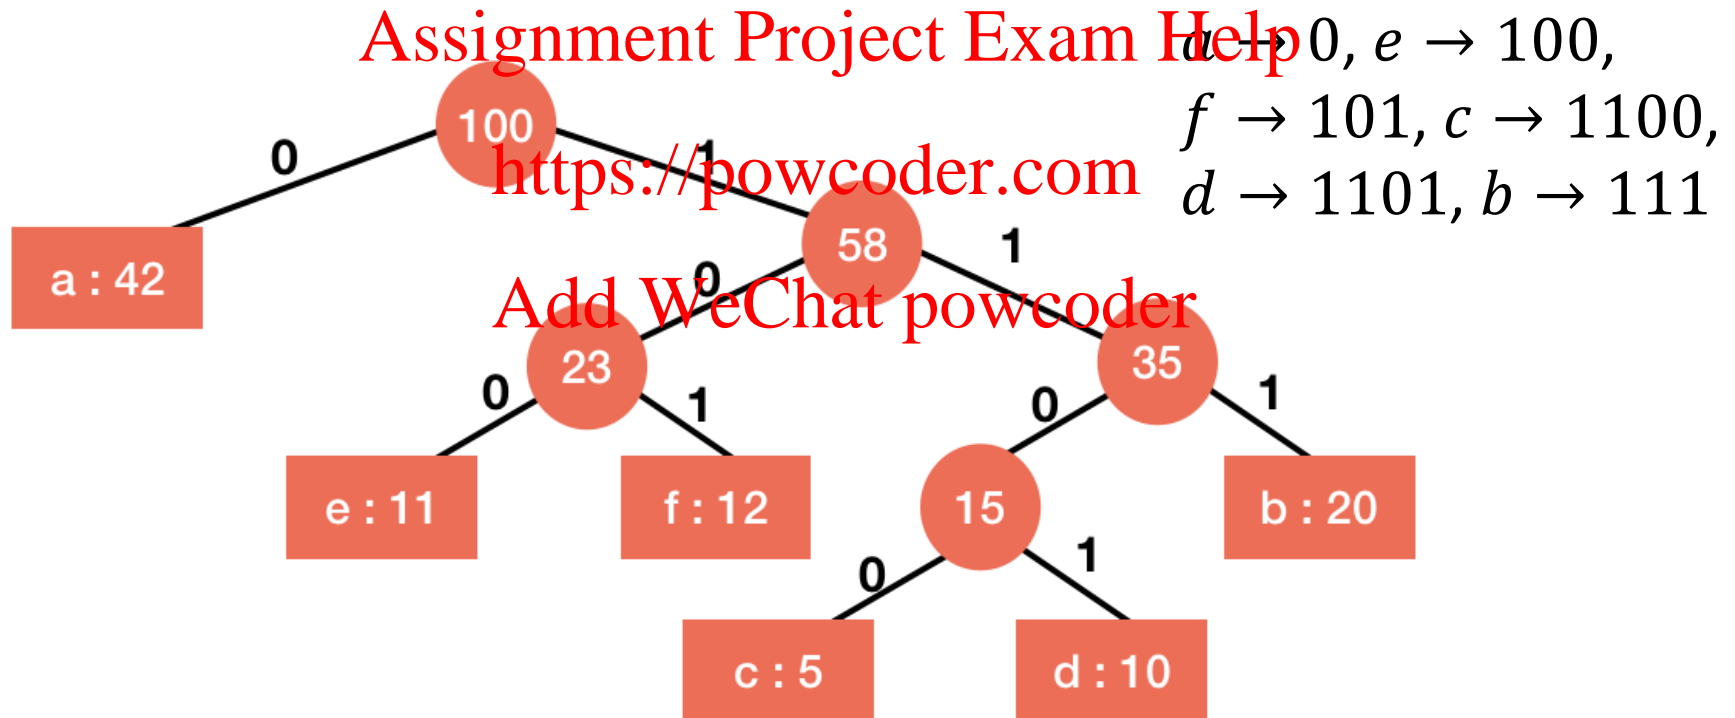 Assignment Project Exam Help
a → 0, e → 100,
f → 101, c → 1100,
d → 1101, b → 111
https://powcoder.com
Add WeChat powcoder
100
0
1
a : 42
58
0
1
23
35
0
1
0
1
e : 11
f : 12
15
b : 20
0
1
c : 5
d : 10